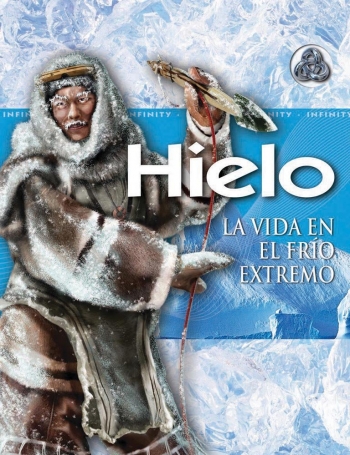 INFINITY · INFINITY · INFINITY
Hielo
LA VIDA EN
EL FRÍO
EXTREMO